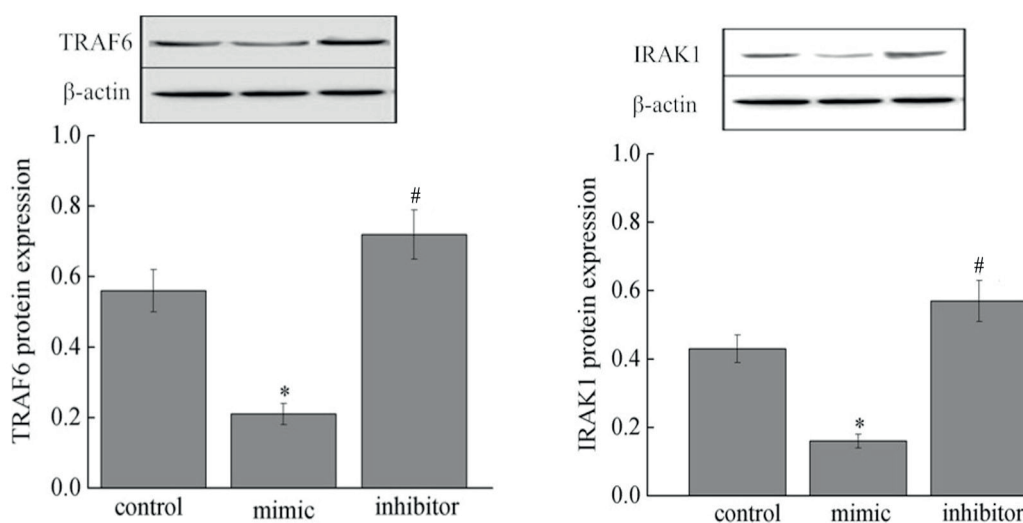 TRAF6
β-actin
TRAF6 protein expression
1.0
0.8
0.6
0.4
0.2
0.0
#
*
control mimic inhibitor
IRAK1
β-actin
IRAK1 protein expression
1.0
0.8
0.6
0.4
0.2
0.0
#
*
control mimic inhibitor